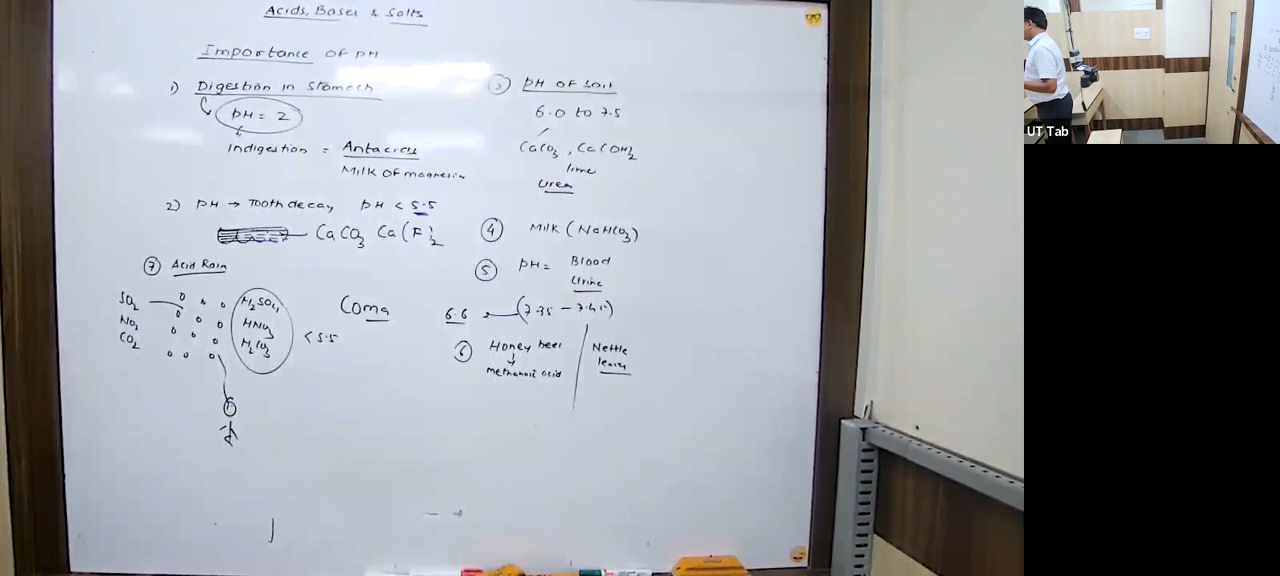 Acids, Bases & Salts
Importance of pH
1) Digestion in Stomach
pH = 2
Indigestion = Antacids
Milk of magnesia
2) pH → Tooth decay pH < 5.5
CaCO3 Ca(F)2
7 Acid Rain
SO2
NO2
CO2
H2SO4
HNO3
H2CO3
< 5.5
Coma
3) pH of soil
6.0 to 7.5
CaCO3, Ca(OH)2
lime
Urea
4 Milk (NaHCO3)
5 pH = Blood
Urine
6.6 (7.35 - 7.45)
6 Honey bee
Methanoic acid
Nettle
leaves
UT Tab